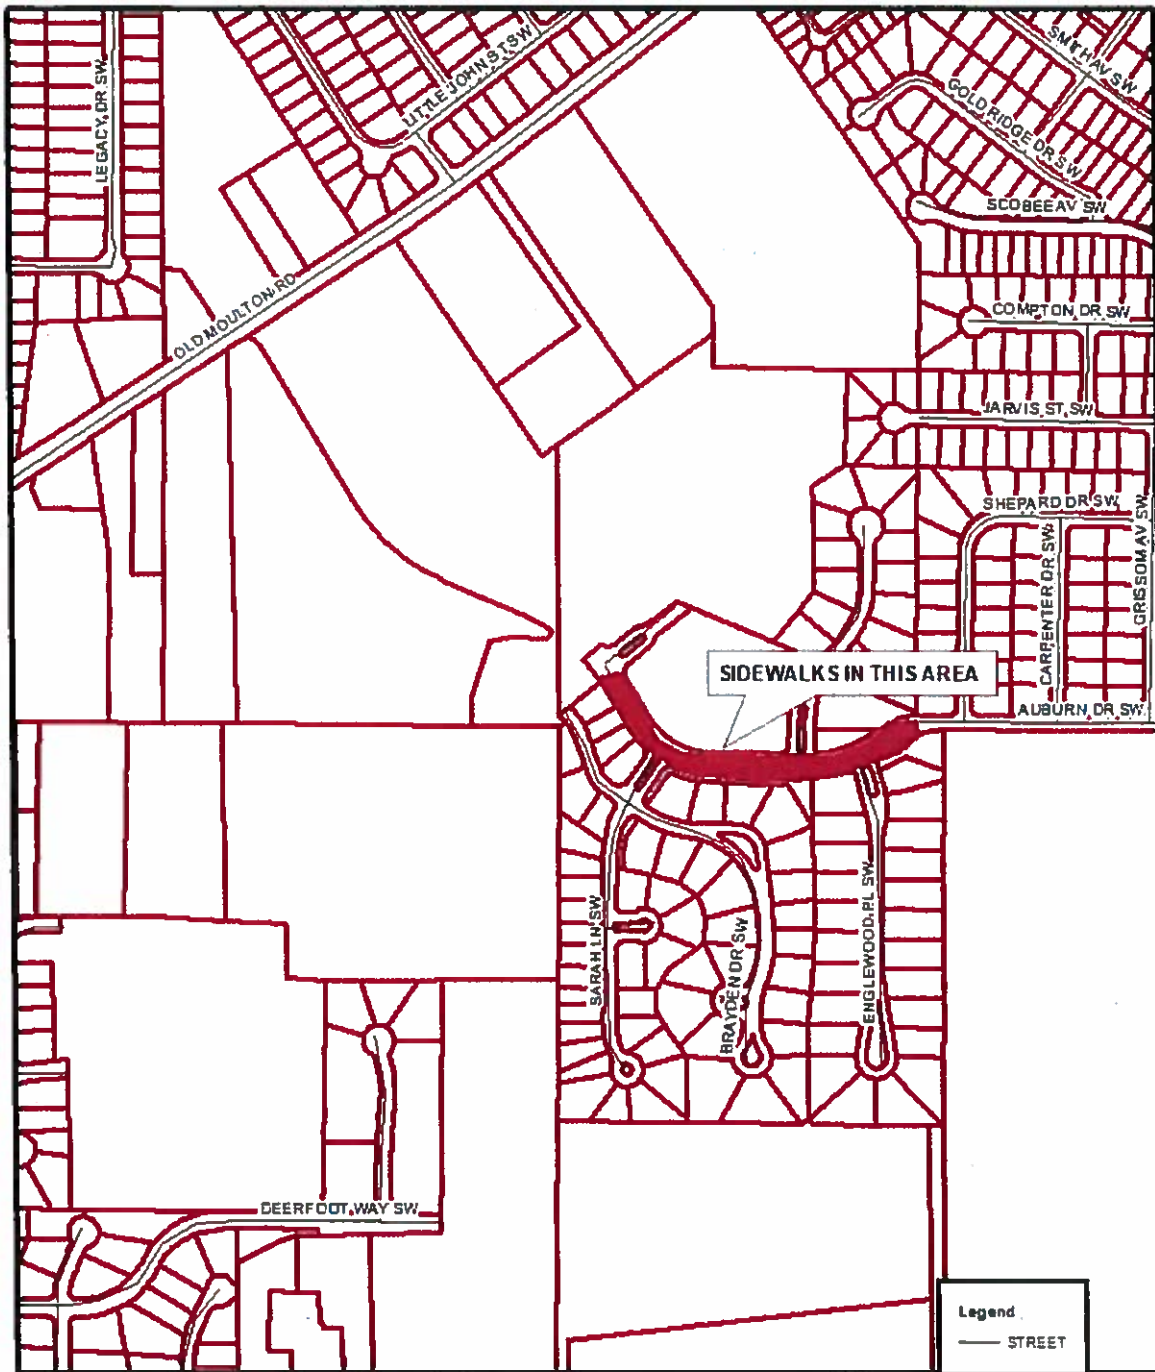 SMITH AV SW
LITTLE JOHN ST SW
LEGACY DR SW
GOLD RIDGE DR SW
SCOBEE AV SW
OLD MOULTON RD
COMPTON DR SW
JARVIS ST SW
SHEPARD DR SW
GRISSOM AV SW
CARPENTER DR SW
SIDEWALKS IN THIS AREA
AUBURN DR SW
ENGLEWOOD PL SW
SARAH LN SW
BRAYDEN DR SW
DEERFOOT WAY SW
Legend
STREET